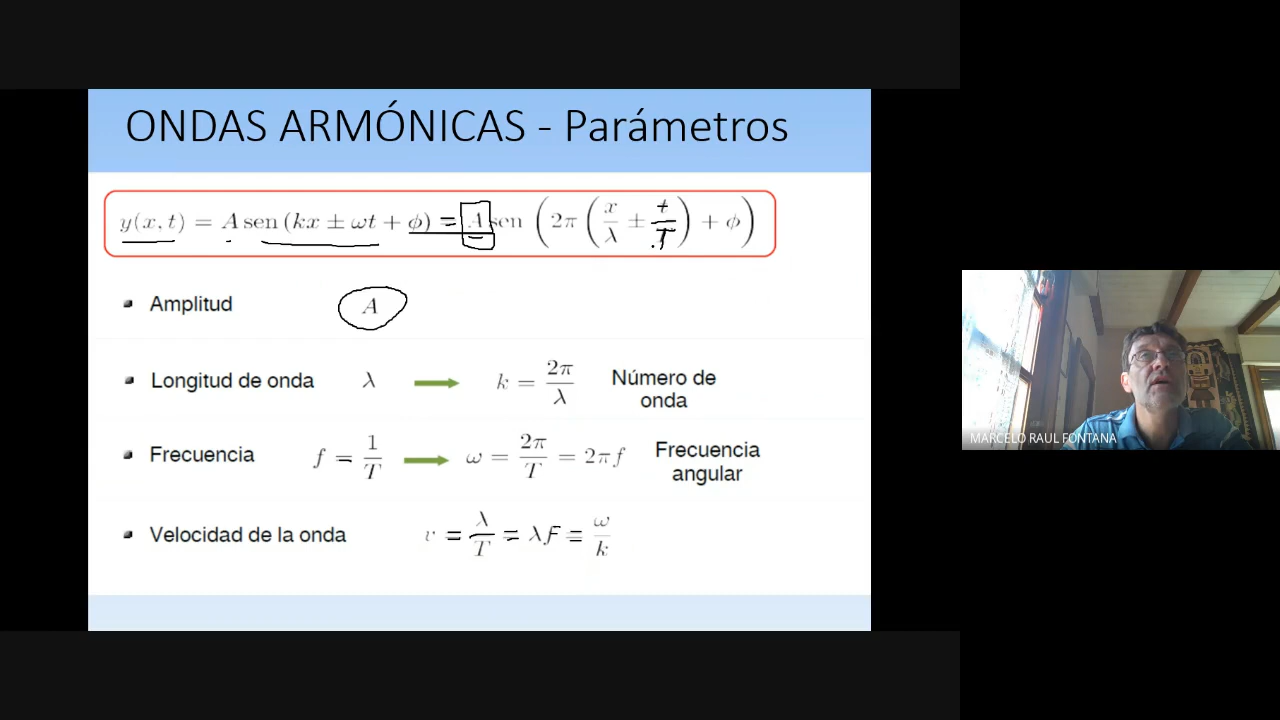 ONDAS ARMÓNICAS - Parámetros
y(x, t) = A sen (kx ± ωt + ϕ) = A sen (2π (x/λ ± t/T) + ϕ)
Amplitud A
Longitud de onda λ k = 2π/λ Número de onda
Frecuencia f = 1/T ω = 2π/T = 2πf Frecuencia angular
Velocidad de la onda v = λ/T = λF = ω/k
MARCELO RAUL FONTANA